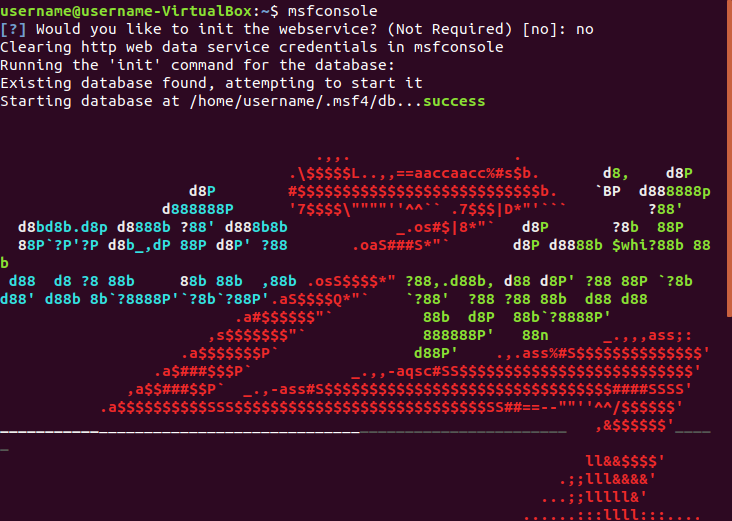 username@username-VirtualBox:~$ msfconsole
[?] Would you like to init the webservice? (Not Required) [no]: no
Clearing http web data service credentials in msfconsole
Running the 'init' command for the database:
Existing database found, attempting to start it
Starting database at /home/username/.msf4/db...success
.,,. .
.\$$$$$L..,,==aaccaacc%#s$b. d8, d8P
d8P #$$$$$$$$$$$$$$$$$$$$$$$$$$$b. `BP d888888p
d888888P '7$$$$\""""''^^`` .7$$$|D*"'``` ?88'
d8bd8b.d8p d8888b ?88' d888b8b _.os#$|8*"` d8P ?8b 88P
88P`?P'?P d8b_,dP 88P d8P' ?88 .oaS###S*"` d8P d8888b $whi?88b 88
b
d88 d8 ?8 88b 88b 88b ,88b .osS$$$$*" ?88,.d88b, d88 d8P' ?88 88P `?8b
d88' d88b 8b`?8888P'`?8b`?88P'.aS$$$$Q*"` `?88' ?88 ?88 88b d88 d88
.a#$$$$$$"` 88b d8P 88b`?8888P'
,s$$$$$$$"` 888888P' 88n _.,,,ass;:
.a$$$$$$$P` d88P' .,.ass%#S$$$$$$$$$$$$$$'
.a$###$$$P` _.,,-aqsc#SS$$$$$$$$$$$$$$$$$$$$$$$$$$'
,a$$###$$P` _.,-ass#S$$$$$$$$$$$$$$$$$$$$$$$$$$$$$$$$####SSSS'
.a$$$$$$$$$$SSS$$$$$$$$$$$$$$$$$$$$$$$$$$$$SS##==--""''^^/$$$$$$'
,&$$$$$$'
ll&&$$$$'
.;;lll&&&&'
...;;lllll&'
......:::llll:::....